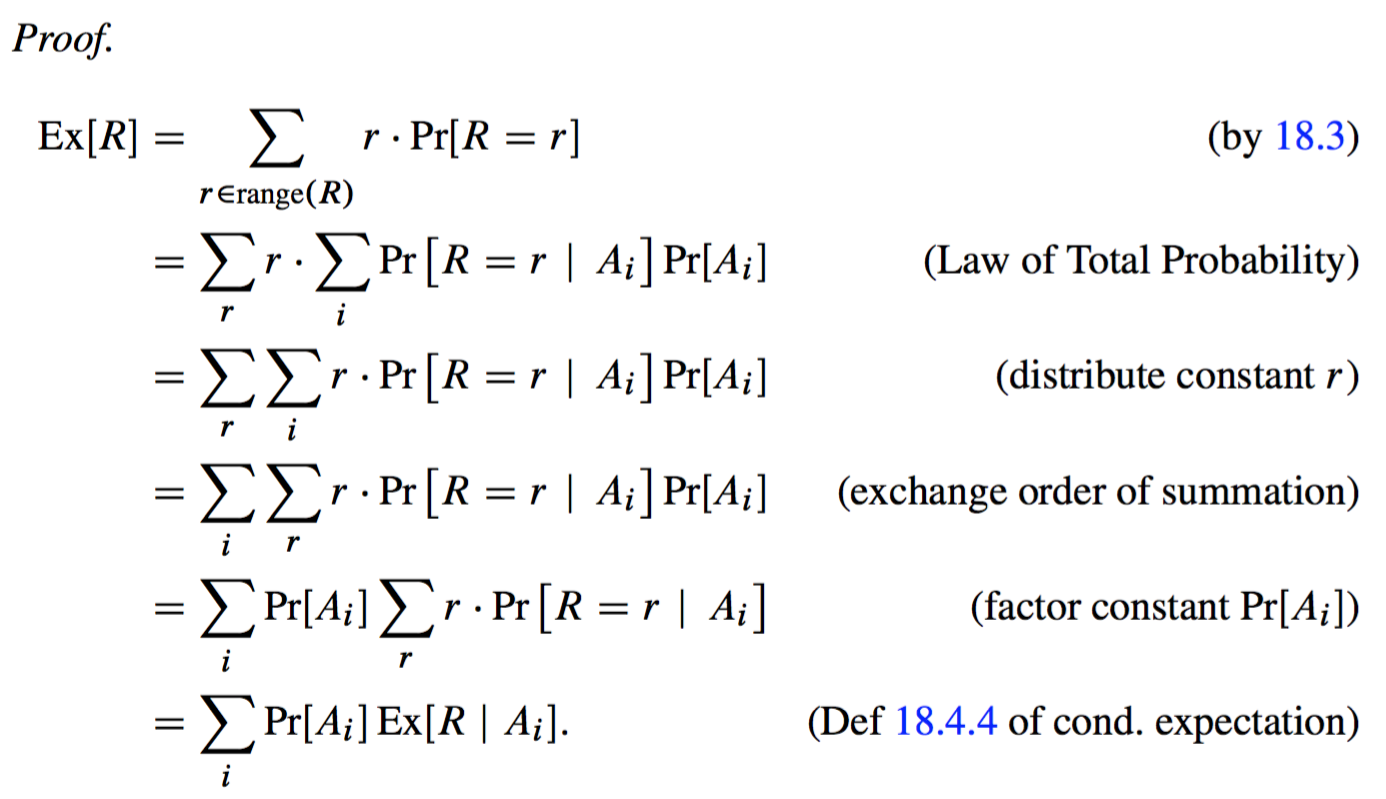 Proof.
Ex[R] = ∑_{r∈range(R)} r · Pr[R = r] (by 18.3)
= ∑_r r · ∑_i Pr[R = r | A_i] Pr[A_i] (Law of Total Probability)
= ∑_r ∑_i r · Pr[R = r | A_i] Pr[A_i] (distribute constant r)
= ∑_i ∑_r r · Pr[R = r | A_i] Pr[A_i] (exchange order of summation)
= ∑_i Pr[A_i] ∑_r r · Pr[R = r | A_i] (factor constant Pr[A_i])
= ∑_i Pr[A_i] Ex[R | A_i]. (Def 18.4.4 of cond. expectation)